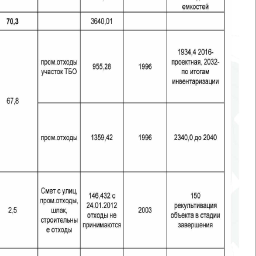 емкостей
70,3 3640,01
67,8
пром.отходы
участок ТБО
955,28
1996
1934,4 2016-
проектная, 2032-
по итогам
инвентаризации
пром.отходы
1359,42
1996
2340,0 до 2040
2,5
Смет с улиц,
пром.отходы,
шлак,
строительны
е отходы
146,432 с
24.01.2012
отходы не
принимаются
2003
150
рекультивация
объекта в стадии
завершения